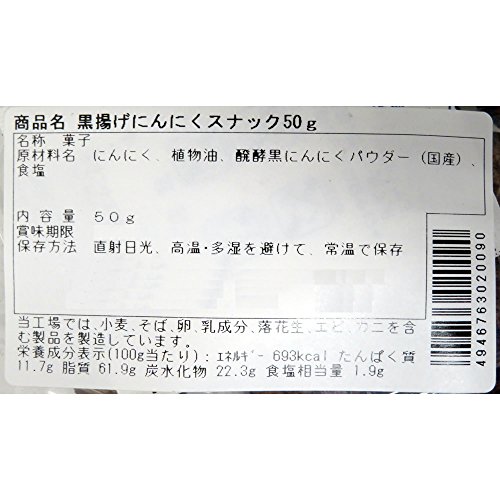 商品名 黒揚げにんにくスナック50g
名称 菓子
原材料名 にんにく、植物油、醗酵黒にんにくパウダー（国産）、
食塩
内容量 50g
賞味期限
保存方法 直射日光、高温・多湿を避けて、常温で保存
当工場では、小麦、そば、卵、乳成分、落花生、エビ、カニを含
む製品を製造しています。
栄養成分表示(100g当たり)：ｴﾈﾙｷﾞｰ 693kcal たんぱく質
11.7g 脂質 61.9g 炭水化物 22.3g 食塩相当量 1.9g
4946763020090